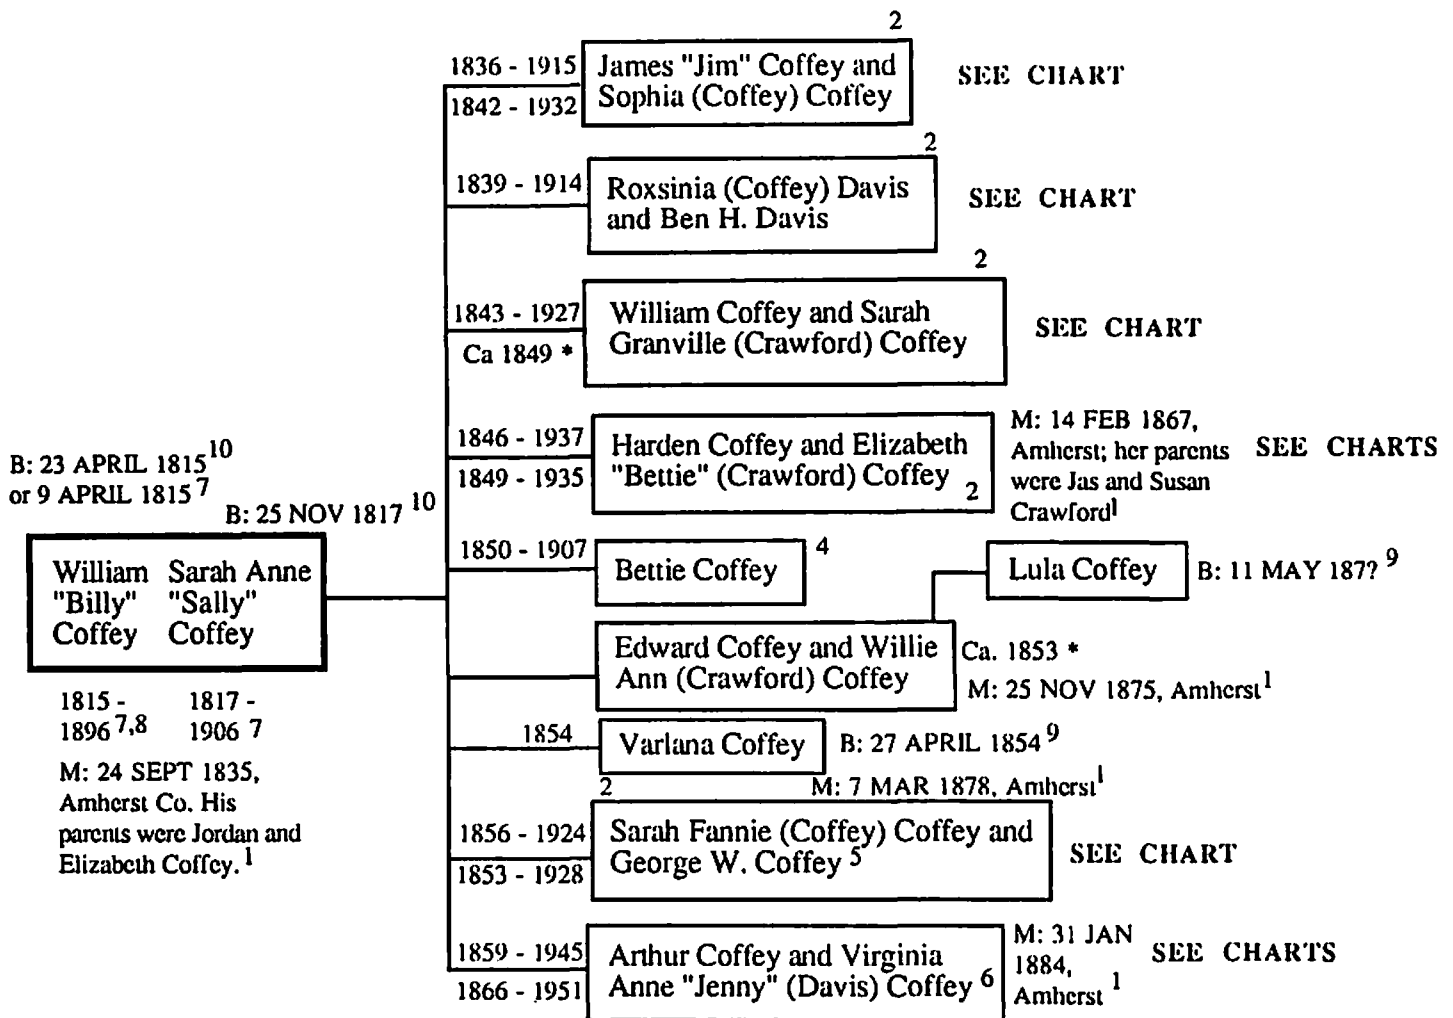 2
1836 - 1915
James "Jim" Coffey and
Sophia (Coffey) Coffey
1842 - 1932
SEE CHART
2
1839 - 1914
Roxsinia (Coffey) Davis
and Ben H. Davis
SEE CHART
2
1843 - 1927
William Coffey and Sarah
Granville (Crawford) Coffey
Ca 1849 *
SEE CHART
1846 - 1937
Harden Coffey and Elizabeth
"Bettie" (Crawford) Coffey 2
1849 - 1935
M: 14 FEB 1867,
Amherst; her parents
were Jas and Susan
Crawford 1
SEE CHARTS
B: 23 APRIL 1815 10
or 9 APRIL 1815 7
B: 25 NOV 1817 10
William
"Billy"
Coffey
Sarah Anne
"Sally"
Coffey
1815 -
1896 7,8
1817 -
1906 7
M: 24 SEPT 1835,
Amherst Co. His
parents were Jordan and
Elizabeth Coffey. 1
1850 - 1907
Bettie Coffey
4
Lula Coffey
B: 11 MAY 187? 9
Edward Coffey and Willie
Ann (Crawford) Coffey
Ca. 1853 *
M: 25 NOV 1875, Amherst 1
1854
Varlana Coffey
B: 27 APRIL 1854 9
2
M: 7 MAR 1878, Amherst 1
1856 - 1924
Sarah Fannie (Coffey) Coffey and
George W. Coffey 5
1853 - 1928
SEE CHART
1859 - 1945
Arthur Coffey and Virginia
Anne "Jenny" (Davis) Coffey 6
1866 - 1951
M: 31 JAN
1884,
Amherst 1
SEE CHARTS